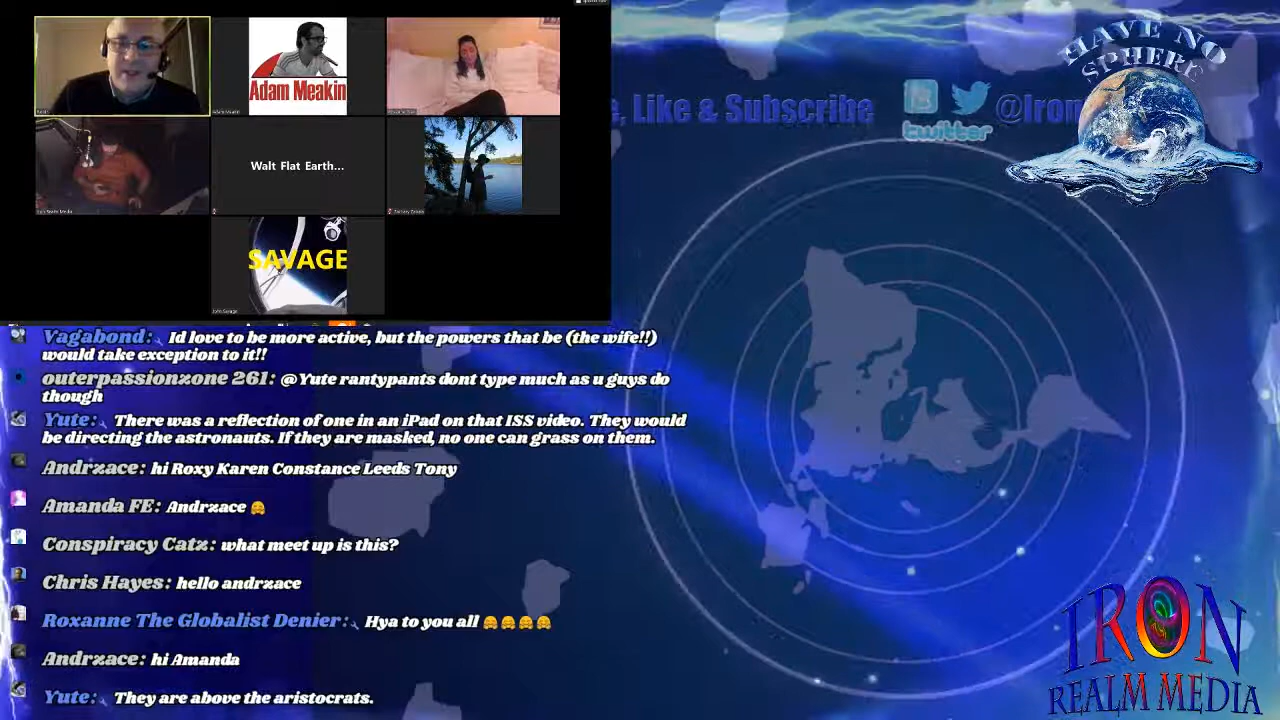 Adam Meakin
Walt Flat Earth...
SAVAGE
, Like & Subscribe
twitter
@Iron
HAVE NO
SPHERE
Vagabond: Id love to be more active, but the powers that be (the wife!!)
would take exception to it!!
outerpassionzone 261: @Yute rantypants dont type much as u guys do
though
Yute: There was a reflection of one in an iPad on that ISS video. They would
be directing the astronauts. If they are masked, no one can grass on them.
Andrzace: hi Roxy Karen Constance Leeds Tony
Amanda FE: Andrzace
Conspiracy Catz: what meet up is this?
Chris Hayes: hello andrzace
Roxanne The Globalist Denier: Hya to you all
Andrzace: hi Amanda
Yute: They are above the aristocrats.
IRON
REALM MEDIA